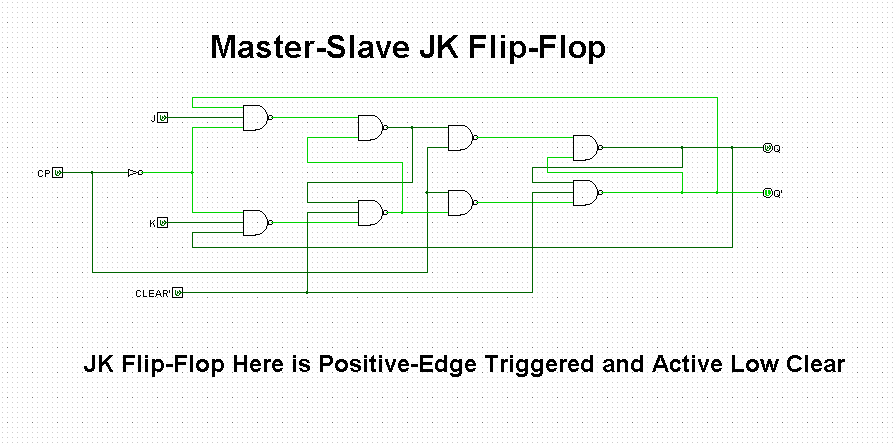 Master-Slave JK Flip-Flop
J
Q
CP
Q'
K
CLEAR'
JK Flip-Flop Here is Positive-Edge Triggered and Active Low Clear